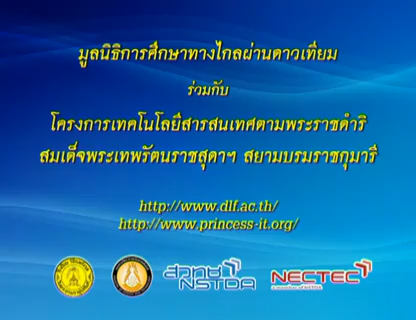 มูลนิธิการศึกษาทางไกลผ่านดาวเทียม
ร่วมกับ
โครงการเทคโนโลยีสารสนเทศตามพระราชดำริ
สมเด็จพระเทพรัตนราชสุดาฯ สยามบรมราชกุมารี
http://www.dlf.ac.th/
http://www.princess-it.org/
สวทช
NSTDA
NECTEC
a member of NSTDA